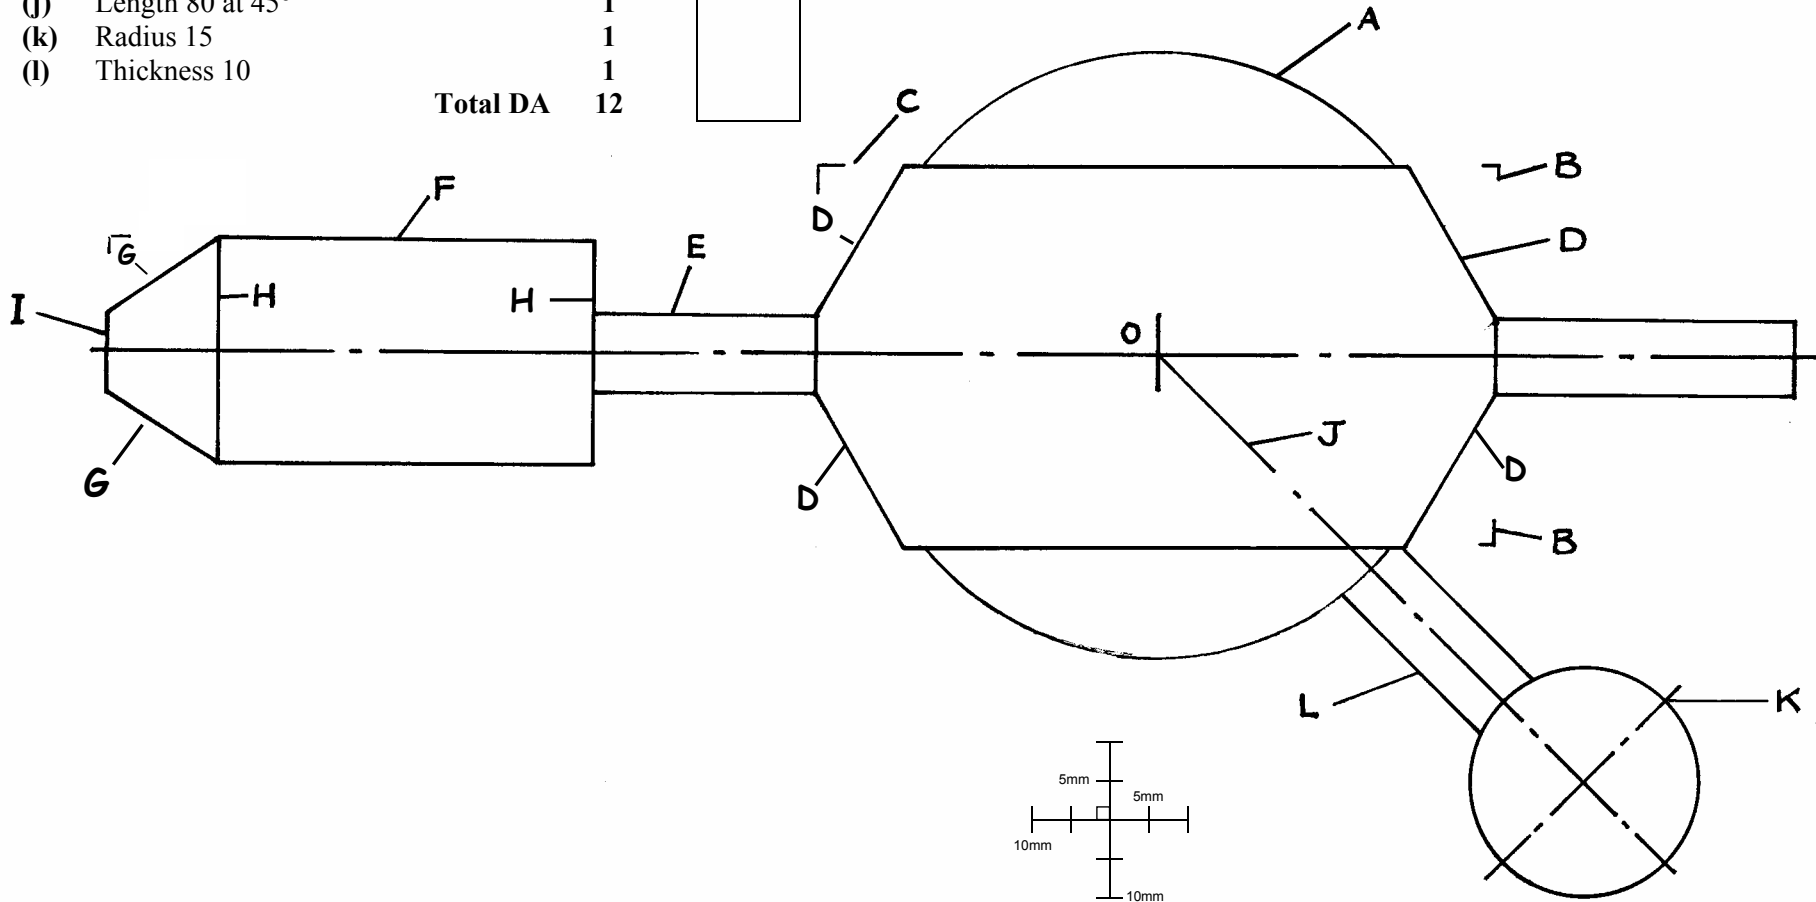 (j) Length 80 at 45° 1
(k) Radius 15 1
(l) Thickness 10 1
Total DA 12
A
C
B
F
D
G
E
D
I
H
H
O
J
G
D
D
B
L
K
5mm
5mm
10mm
10mm